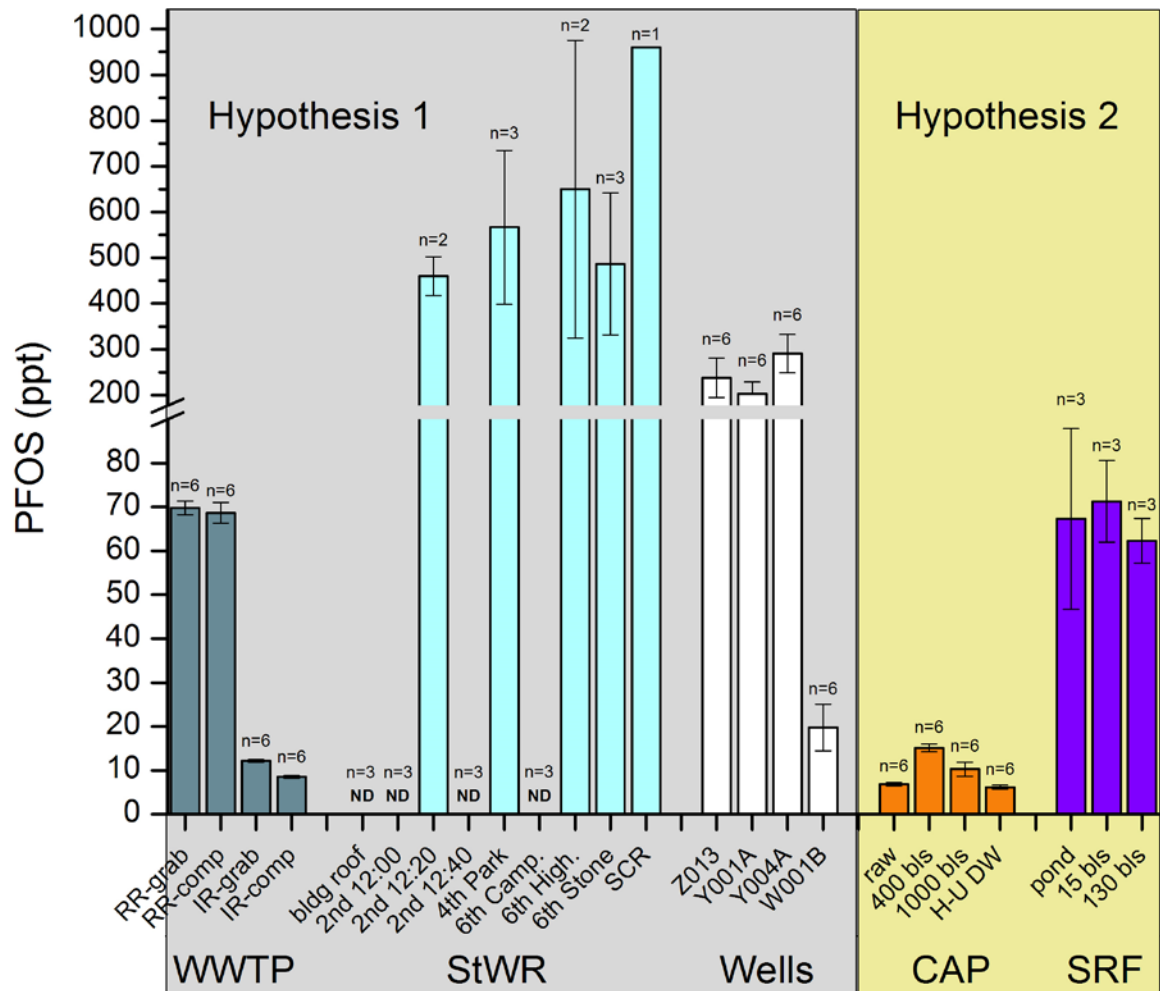 Hypothesis 1
Hypothesis 2
PFOS (ppt)
1000
900
800
700
600
500
400
300
200
80
70
60
50
40
30
20
10
0
n=6
n=6
n=6
n=6
n=3
ND
n=3
ND
n=2
n=3
ND
n=3
n=3
ND
n=2
n=3
n=1
n=6
n=6
n=6
n=6
n=6
n=6
n=6
n=6
n=3
n=3
n=3
RR-grab
RR-comp
IR-grab
IR-comp
bldg roof
2nd 12:00
2nd 12:20
2nd 12:40
4th Park
6th Camp.
6th High.
6th Stone
SCR
Z013
Y001A
Y004A
W001B
raw
400 bls
1000 bls
H-U DW
pond
15 bls
130 bls
WWTP
StWR
Wells
CAP
SRF